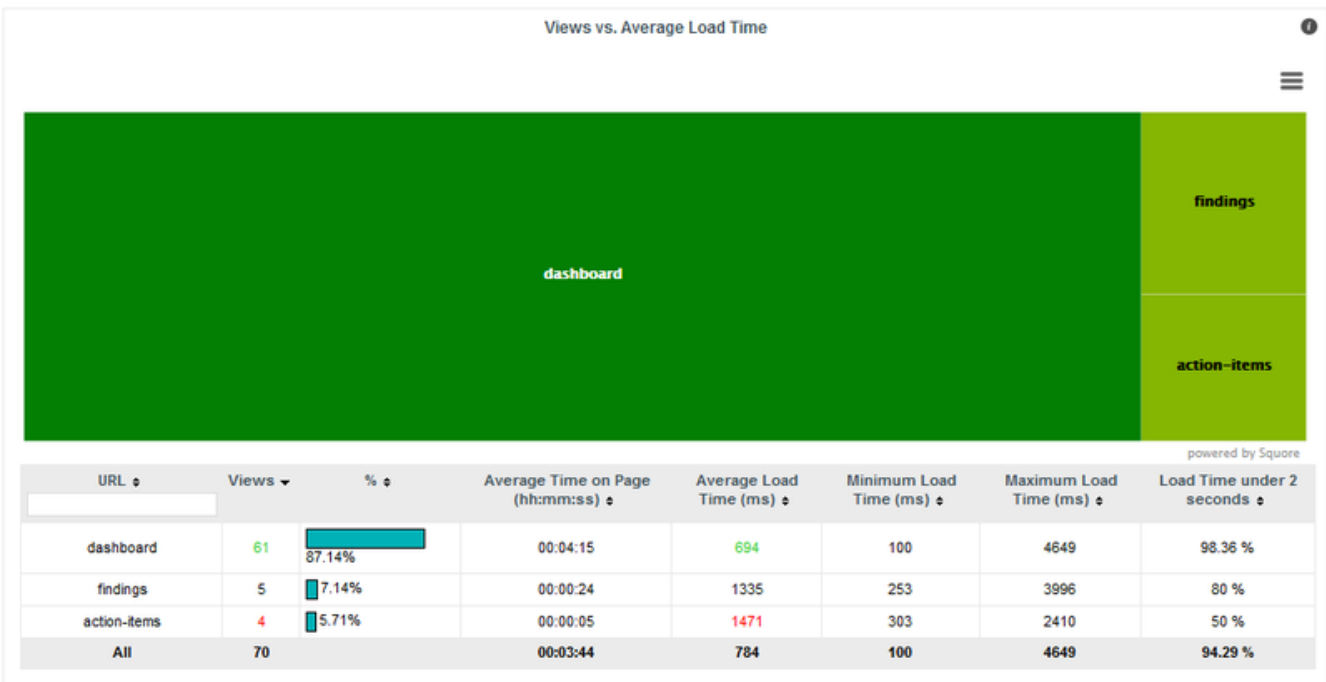 Views vs. Average Load Time
findings
dashboard
action-items
powered by Squore
URL Views % Average Time on Page (hh:mm:ss) Average Load Time (ms) Minimum Load Time (ms) Maximum Load Time (ms) Load Time under 2 seconds
dashboard 61 87.14% 00:04:15 694 100 4649 98.36 %
findings 5 7.14% 00:00:24 1335 253 3996 80 %
action-items 4 5.71% 00:00:05 1471 303 2410 50 %
All 70 00:03:44 784 100 4649 94.29 %